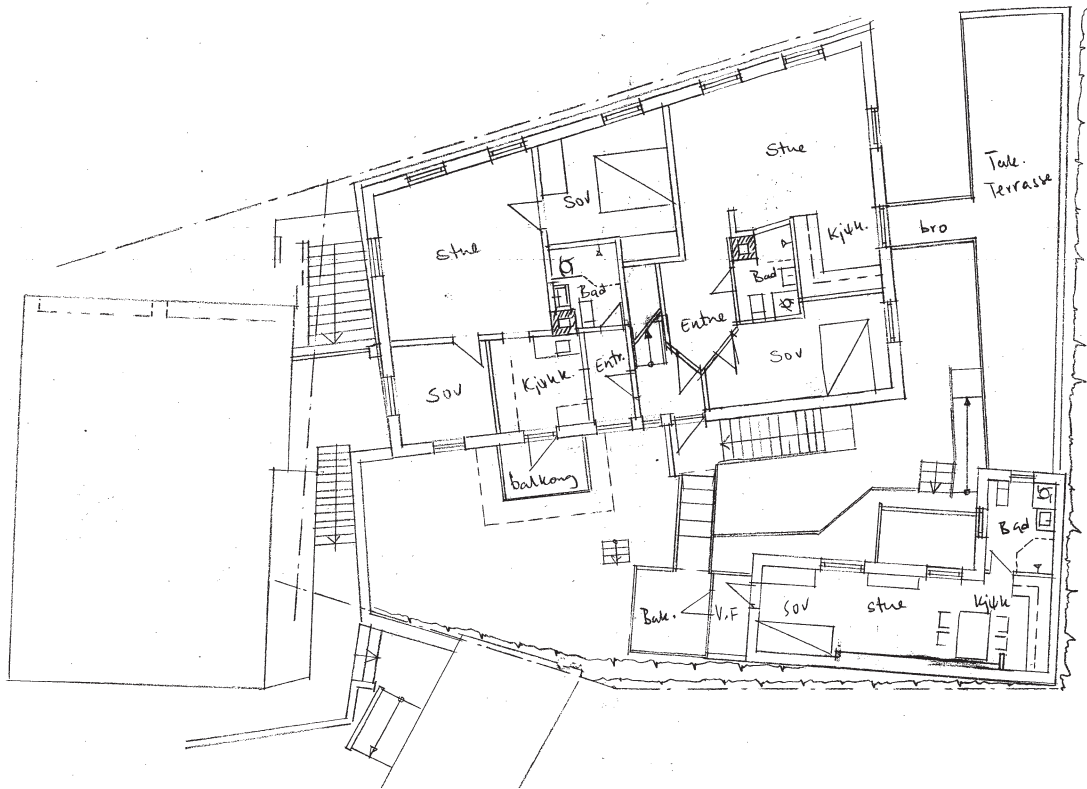 Stue
Tak.
Terrasse
Sov
Kjøkk.
bro
Stue
Bad
Bad
Entre
Entr.
Sov
Sov
Kjøkk.
balkong
Bad
Bak.
V.F
Sov
Stue
Kjøkk